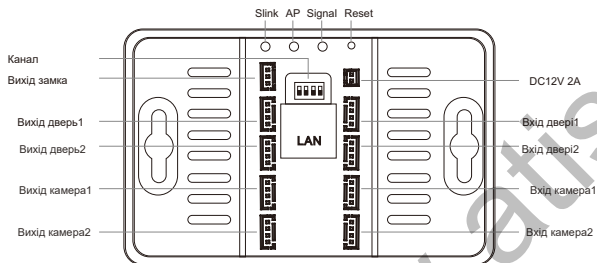 Slink AP Signal Reset
Канал
Вихід замка
DC12V 2A
Вихід дверь1
Вхід двері1
LAN
Вихід дверь2
Вхід двері2
Вихід камера1
Вхід камера1
Вихід камера2
Вхід камера2
atis